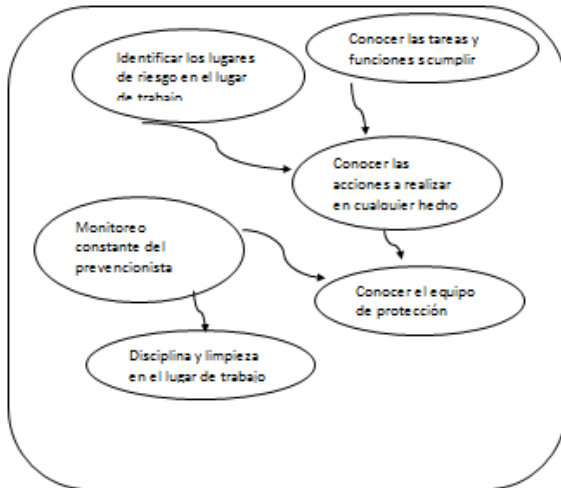 Identificar los lugares
de riesgo en el lugar
de trabajo
Conocer las tareas y
funciones s cumplir
Conocer las
acciones a realizar
en cualquier hecho
Monitoreo
constante del
prevencionista
Conocer el equipo
de protección
Disciplina y limpieza
en el lugar de trabajo